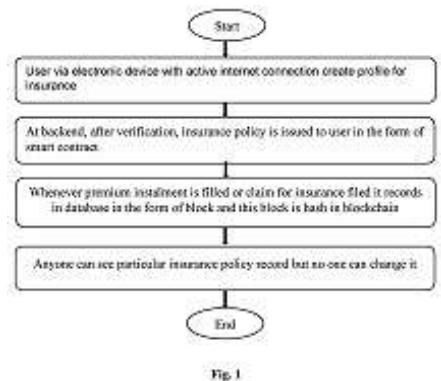 Start
User via electronic device with active internet connection create profile for
insurance
At backend, after verification, insurance policy is issued to user in the form of
smart contract.
Whenever premium instalment is filled or claim for insurance filed it records
in database in the form of block and this block is hash in blockchain
Anyone can see particular insurance policy record but no one can change it
End
Fig. 1